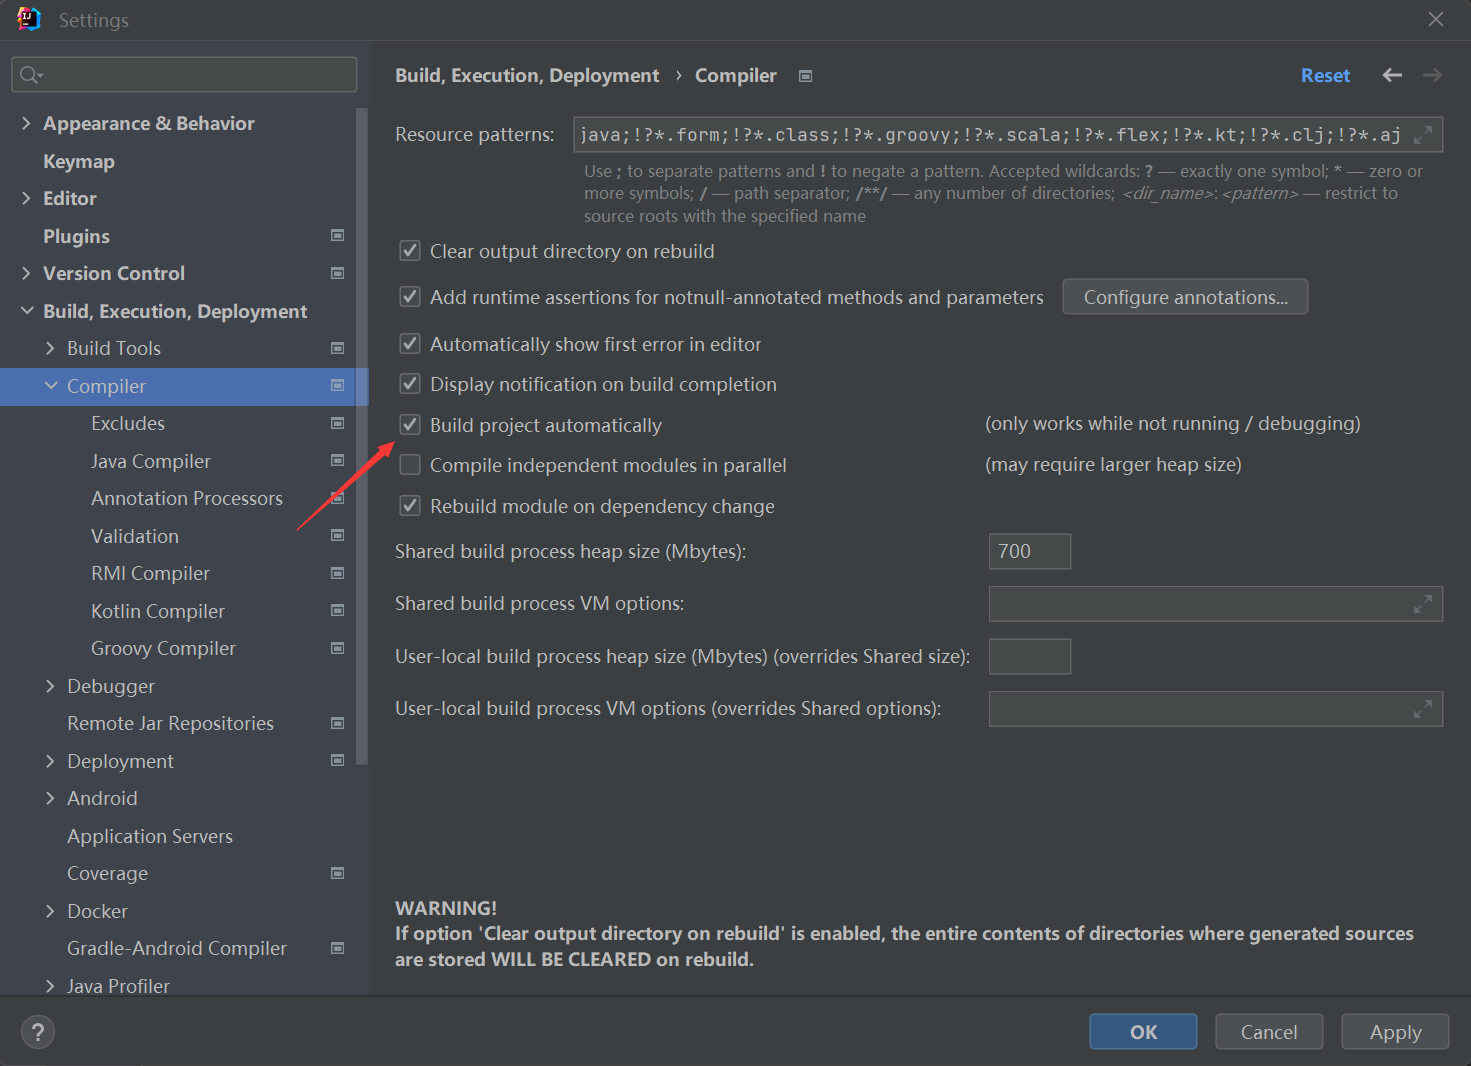 Settings
Appearance & Behavior
Keymap
Editor
Plugins
Version Control
Build, Execution, Deployment
Build Tools
Compiler
Excludes
Java Compiler
Annotation Processors
Validation
RMI Compiler
Kotlin Compiler
Groovy Compiler
Debugger
Remote Jar Repositories
Deployment
Android
Application Servers
Coverage
Docker
Gradle-Android Compiler
Java Profiler
Build, Execution, Deployment › Compiler
Reset
Resource patterns: java;!?*.form;!?*.class;!?*.groovy;!?*.scala;!?*.flex;!?*.kt;!?*.clj;!?*.aj
Use ; to separate patterns and ! to negate a pattern. Accepted wildcards: ? — exactly one symbol; * — zero or
more symbols; / — path separator; /**/ — any number of directories; <dir_name>:<pattern> — restrict to
source roots with the specified name
Clear output directory on rebuild
Add runtime assertions for notnull-annotated methods and parameters Configure annotations...
Automatically show first error in editor
Display notification on build completion
Build project automatically (only works while not running / debugging)
Compile independent modules in parallel (may require larger heap size)
Rebuild module on dependency change
Shared build process heap size (Mbytes): 700
Shared build process VM options:
User-local build process heap size (Mbytes) (overrides Shared size):
User-local build process VM options (overrides Shared options):
WARNING!
If option 'Clear output directory on rebuild' is enabled, the entire contents of directories where generated sources
are stored WILL BE CLEARED on rebuild.
? OK Cancel Apply